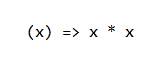 (x) => x * x